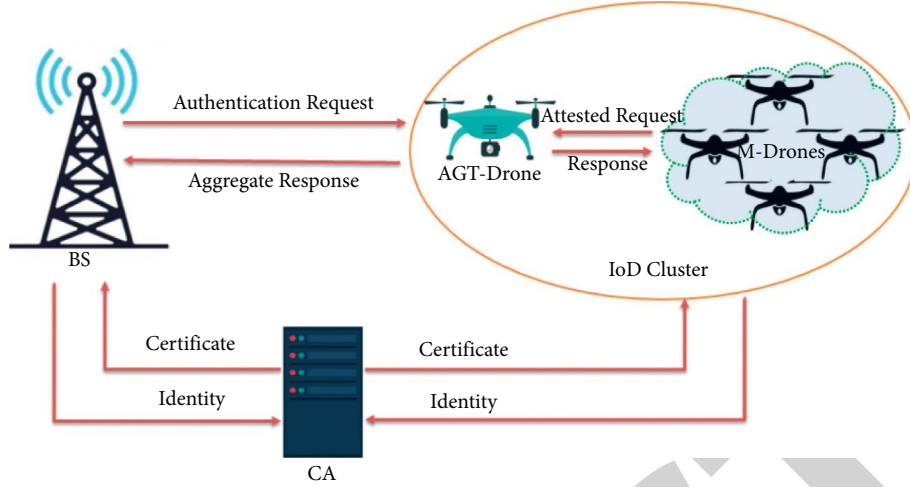 Authentication Request
Attested Request
M-Drones
Aggregate Response
AGT-Drone
Response
BS
IoD Cluster
Certificate
Certificate
Identity
Identity
CA